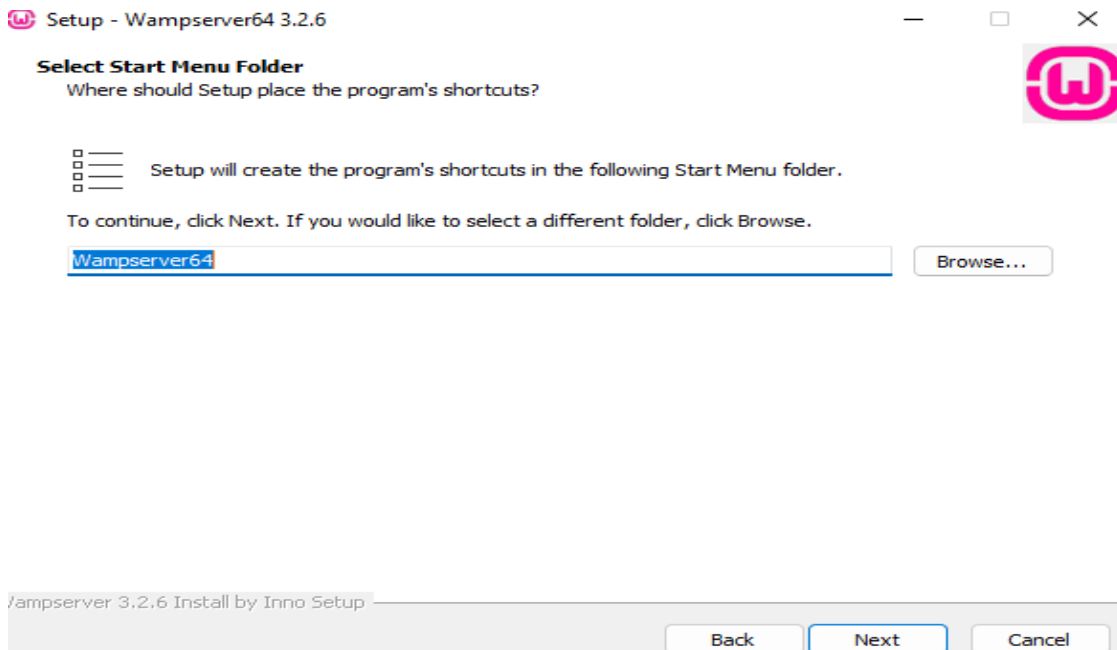 Setup - Wampserver64 3.2.6
Select Start Menu Folder
Where should Setup place the program's shortcuts?
Setup will create the program's shortcuts in the following Start Menu folder.
To continue, click Next. If you would like to select a different folder, click Browse.
Wampserver64
Browse...
Wampserver 3.2.6 Install by Inno Setup
Back
Next
Cancel